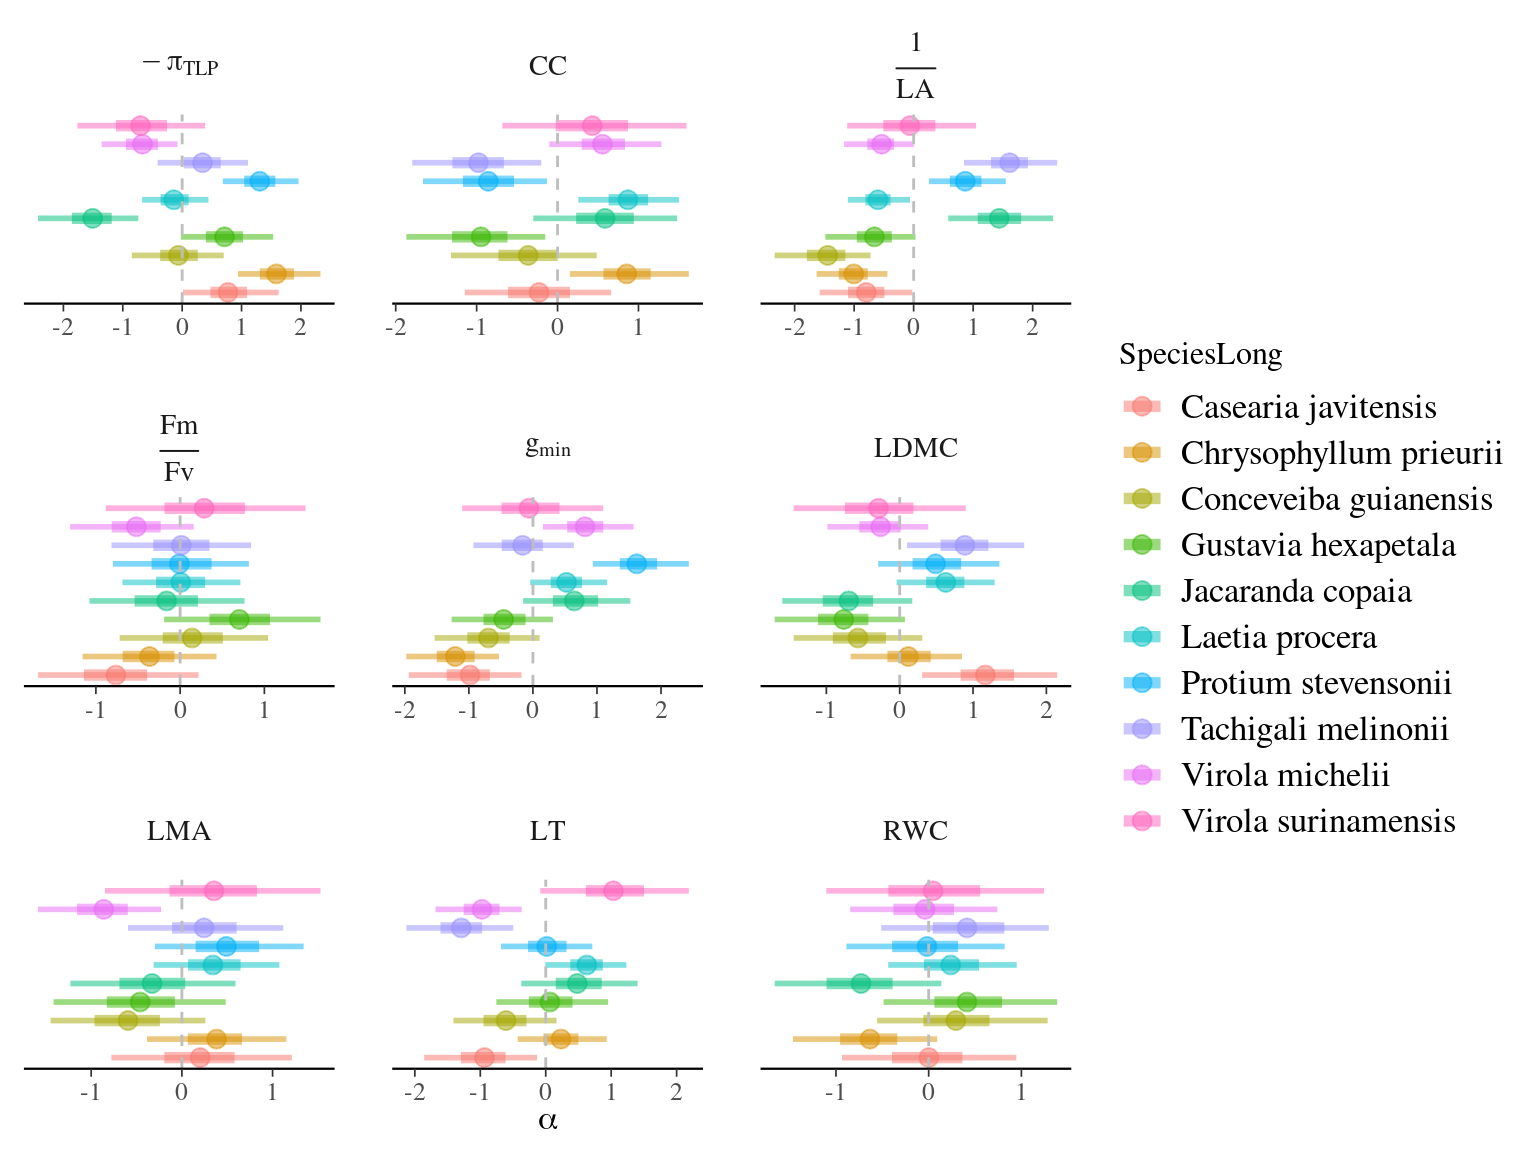 − πTLP
CC
1
LA
-2 -1 0 1 2
-2 -1 0 1
-2 -1 0 1 2
SpeciesLong
Casearia javitensis
Chrysophyllum prieurii
Conceveiba guianensis
Gustavia hexapetala
Jacaranda copaia
Laetia procera
Protium stevensonii
Tachigali melinonii
Virola michelii
Virola surinamensis
Fm
Fv
gmin
LDMC
-1 0 1
-2 -1 0 1 2
-1 0 1 2
LMA
LT
RWC
-1 0 1
-2 -1 0 1 2
-1 0 1
α